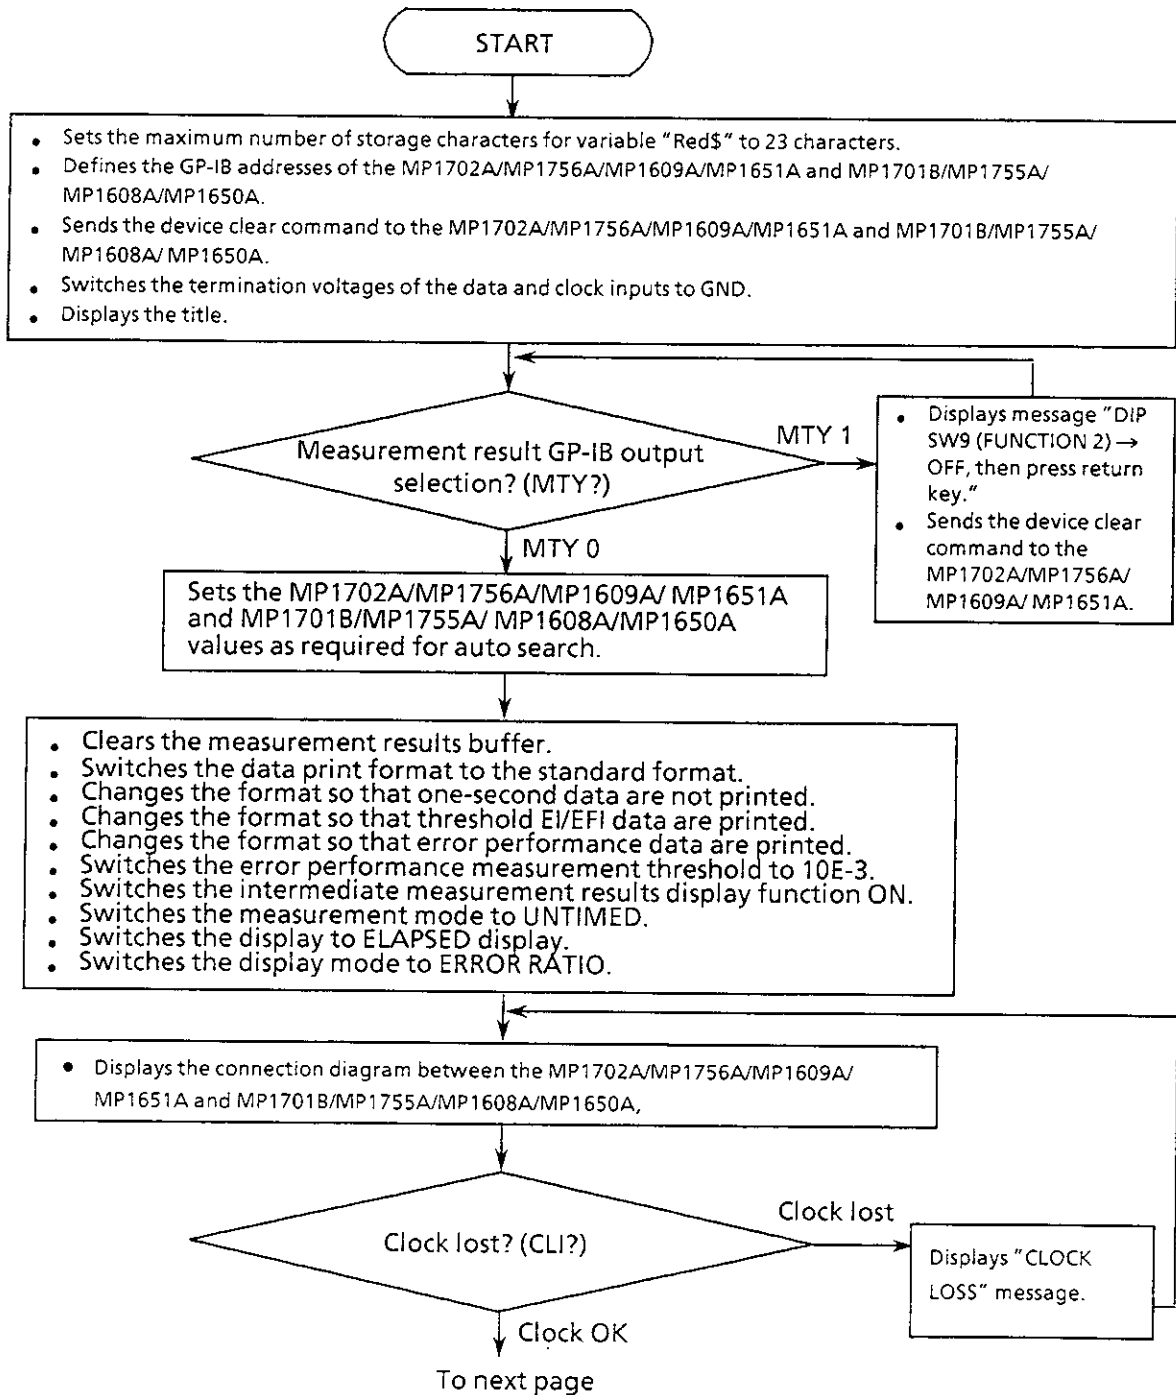 START
• Sets the maximum number of storage characters for variable "Red$" to 23 characters.
• Defines the GP-IB addresses of the MP1702A/MP1756A/MP1609A/MP1651A and MP1701B/MP1755A/
MP1608A/MP1650A.
• Sends the device clear command to the MP1702A/MP1756A/MP1609A/MP1651A and MP1701B/MP1755A/
MP1608A/ MP1650A.
• Switches the termination voltages of the data and clock inputs to GND.
• Displays the title.
Measurement result GP-IB output
selection? (MTY?)
MTY 1
• Displays message "DIP
SW9 (FUNCTION 2) →
OFF, then press return
key."
• Sends the device clear
command to the
MP1702A/MP1756A/
MP1609A/ MP1651A.
MTY 0
Sets the MP1702A/MP1756A/MP1609A/ MP1651A
and MP1701B/MP1755A/ MP1608A/MP1650A
values as required for auto search.
• Clears the measurement results buffer.
• Switches the data print format to the standard format.
• Changes the format so that one-second data are not printed.
• Changes the format so that threshold EI/EFI data are printed.
• Changes the format so that error performance data are printed.
• Switches the error performance measurement threshold to 10E-3.
• Switches the intermediate measurement results display function ON.
• Switches the measurement mode to UNTIMED.
• Switches the display to ELAPSED display.
• Switches the display mode to ERROR RATIO.
• Displays the connection diagram between the MP1702A/MP1756A/MP1609A/
MP1651A and MP1701B/MP1755A/MP1608A/MP1650A,
Clock lost? (CLI?)
Clock lost
Displays "CLOCK
LOSS" message.
Clock OK
To next page